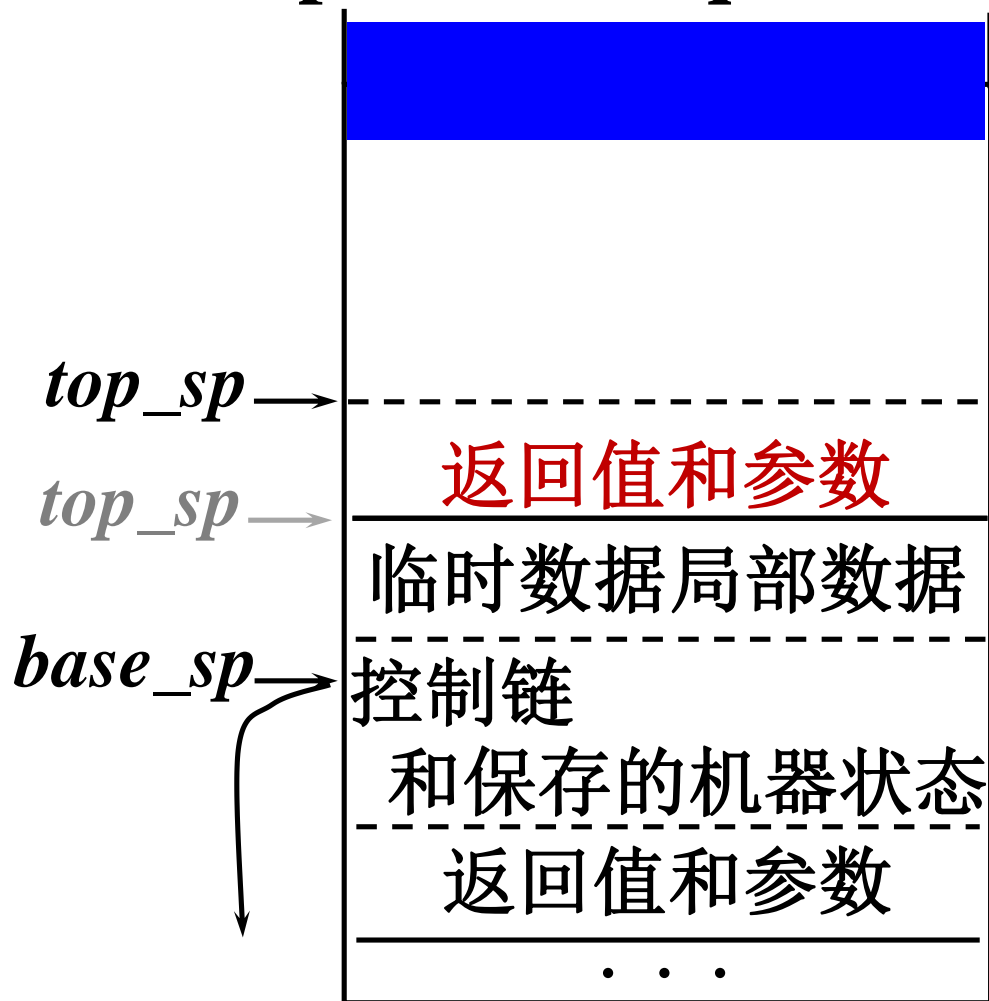 top_sp
返回值和参数
top_sp
临时数据局部数据
base_sp
控制链
和保存的机器状态
返回值和参数
. . .